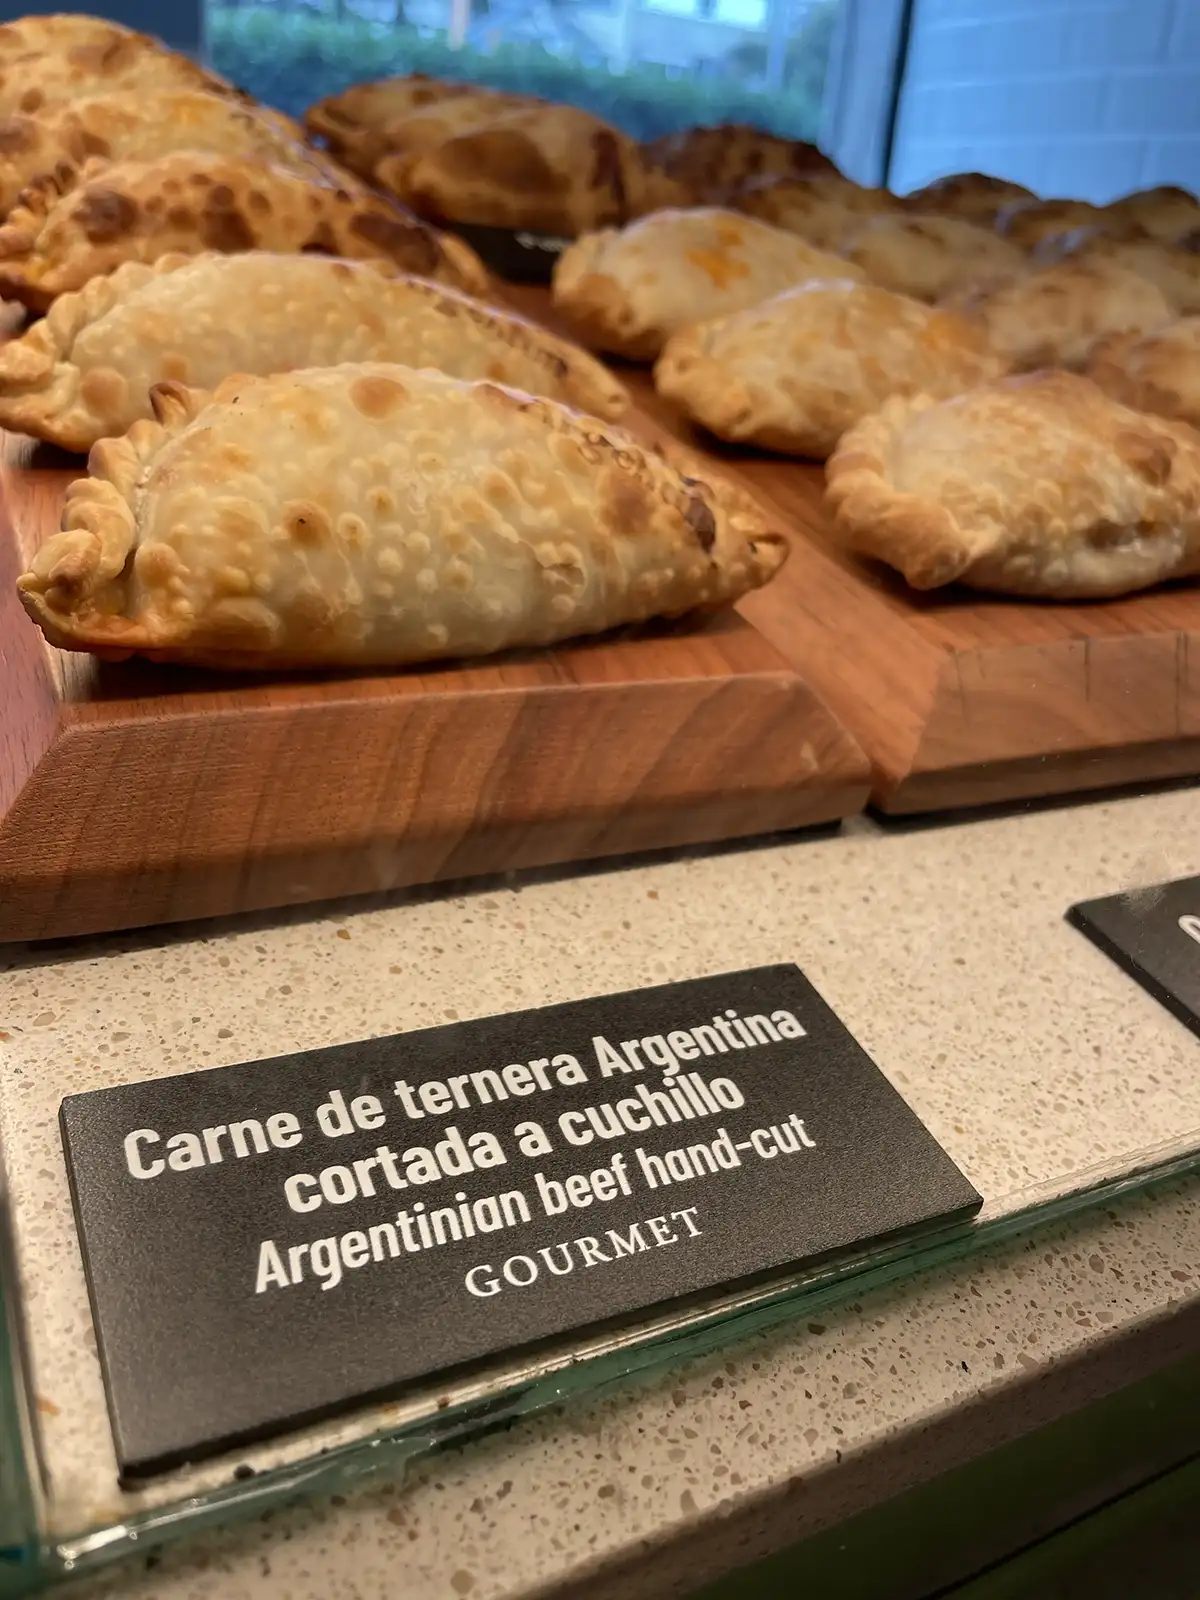 Carne de ternera Argentina
cortada a cuchillo
Argentinian beef hand-cut
GOURMET